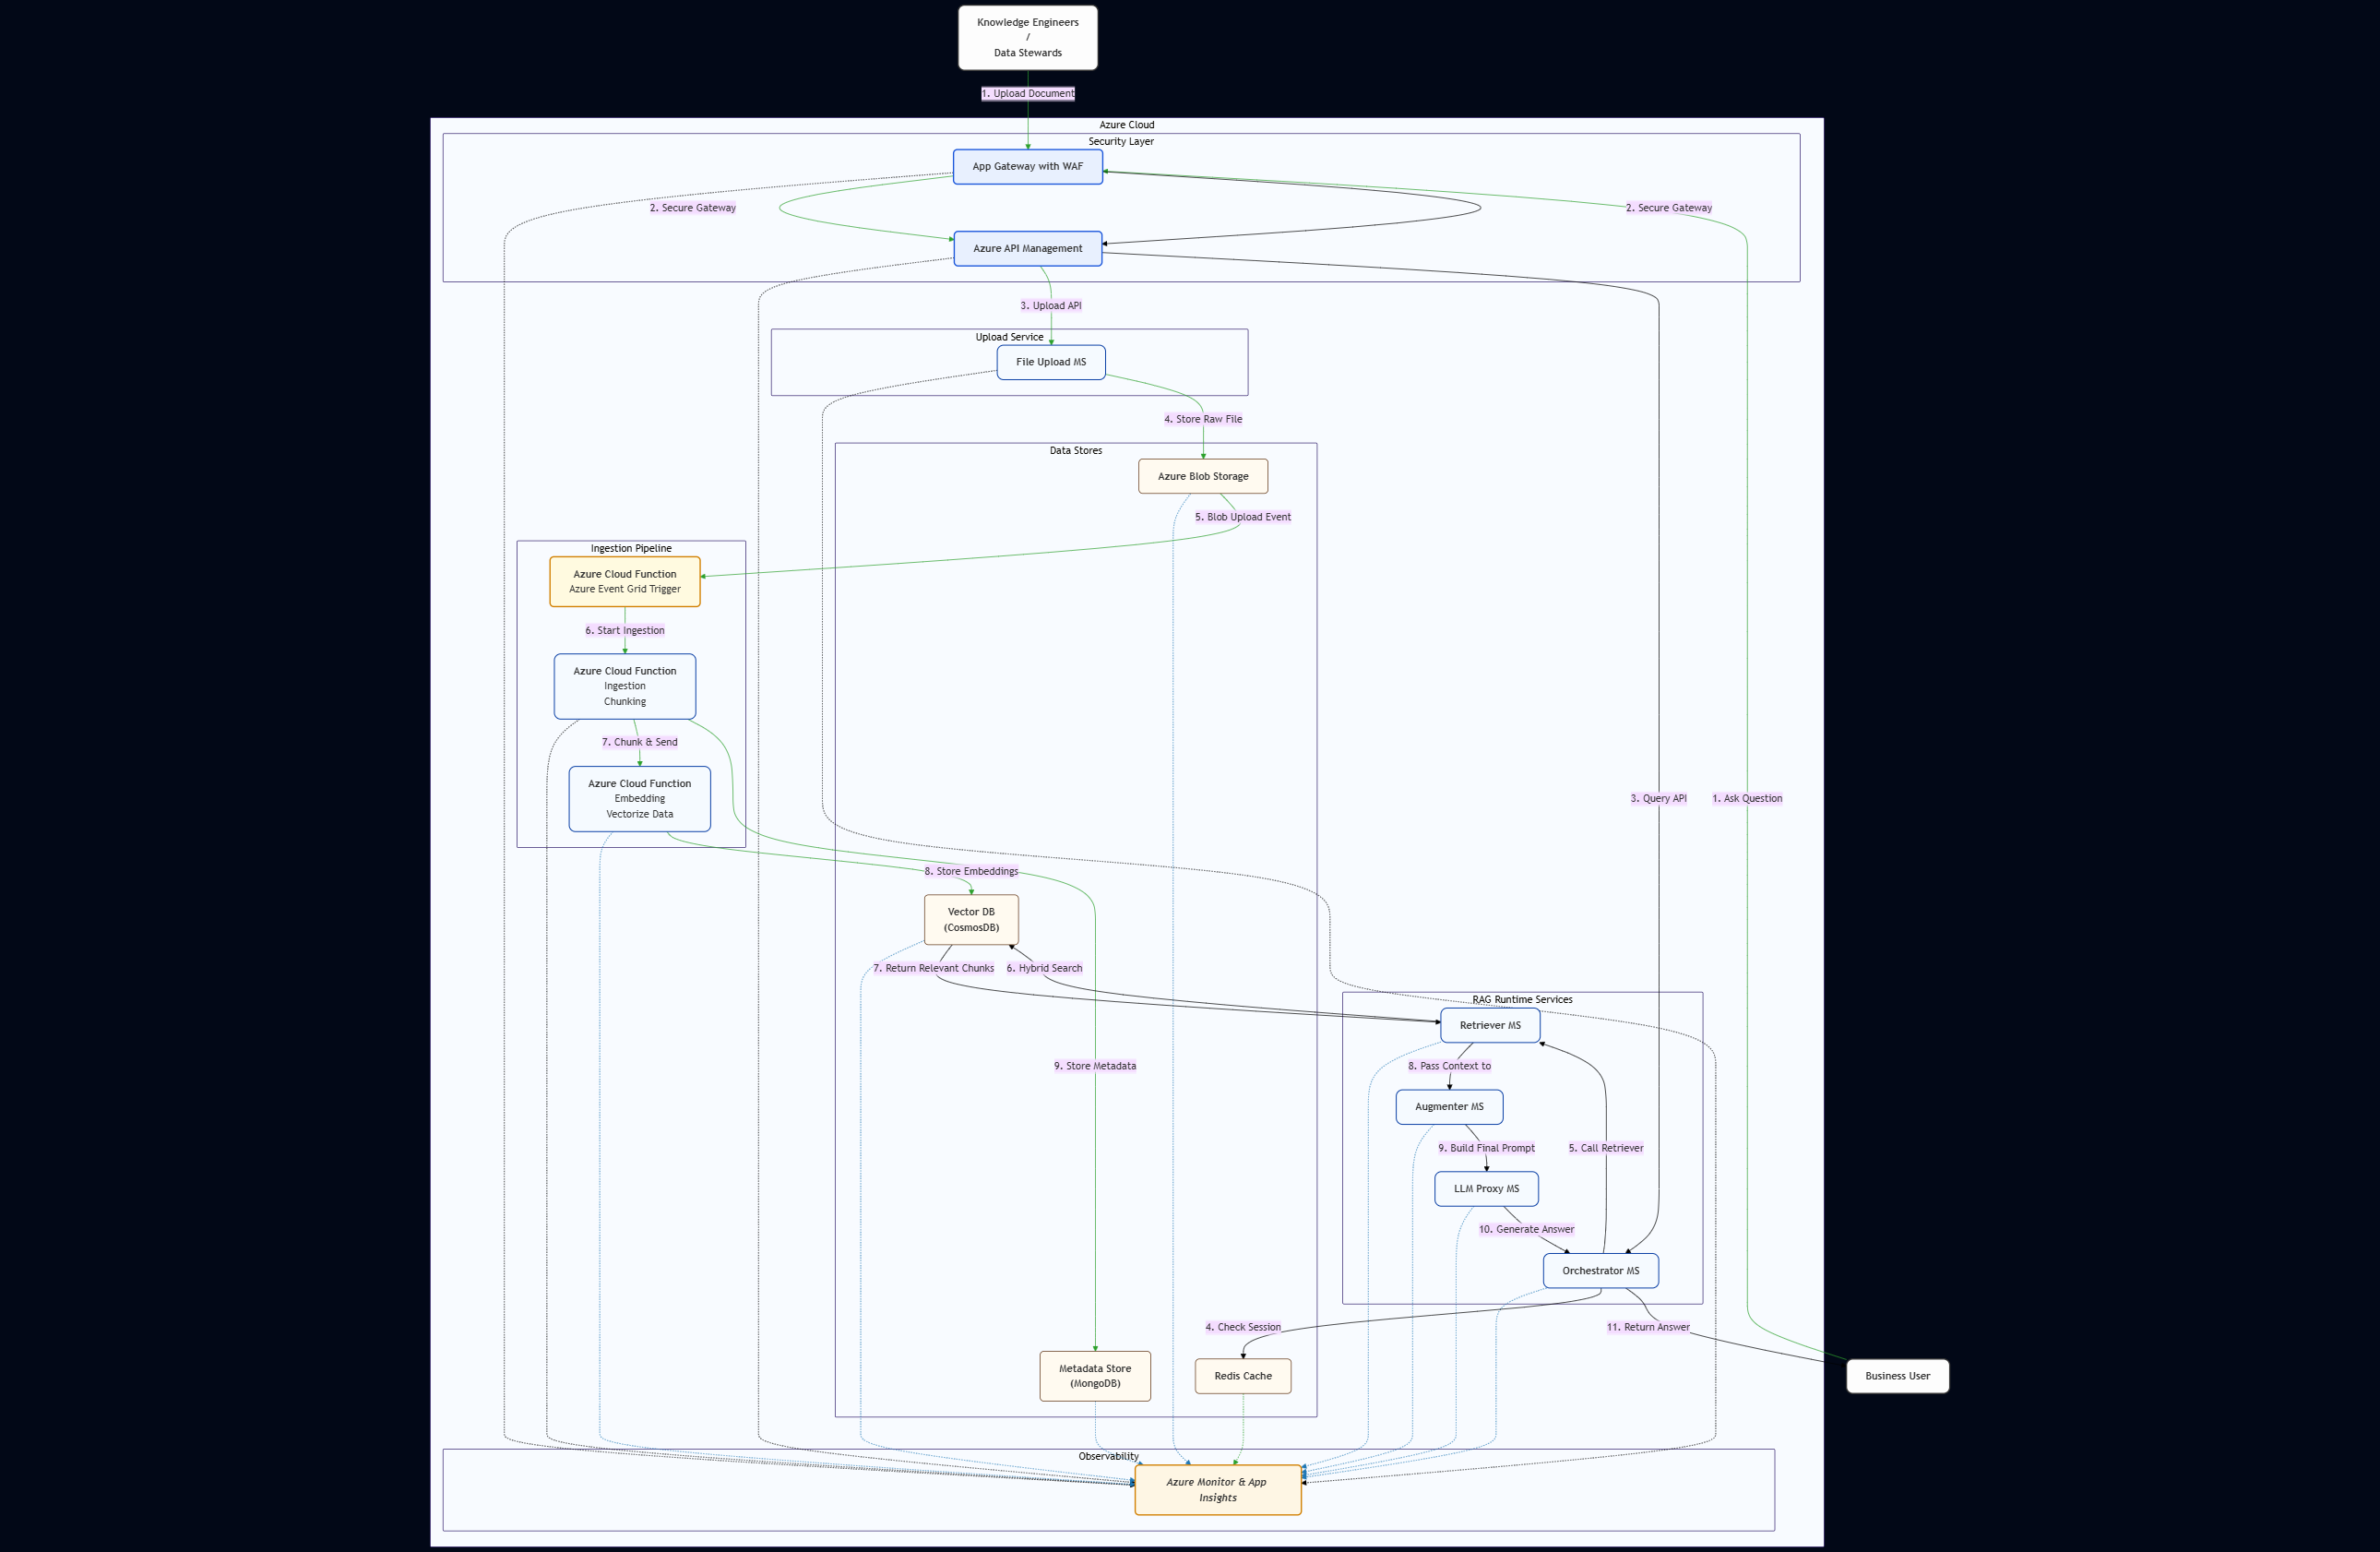 Knowledge Engineers
/
Data Stewards
1. Upload Document
Azure Cloud
Security Layer
App Gateway with WAF
2. Secure Gateway
2. Secure Gateway
Azure API Management
3. Upload API
Upload Service
File Upload MS
4. Store Raw File
Data Stores
Azure Blob Storage
5. Blob Upload Event
Ingestion Pipeline
Azure Cloud Function
Azure Event Grid Trigger
6. Start Ingestion
Azure Cloud Function
Ingestion
Chunking
7. Chunk & Send
Azure Cloud Function
Embedding
Vectorize Data
3. Query API
1. Ask Question
8. Store Embeddings
Vector DB
(CosmosDB)
7. Return Relevant Chunks
6. Hybrid Search
RAG Runtime Services
Retriever MS
9. Store Metadata
8. Pass Context to
Augmenter MS
9. Build Final Prompt
5. Call Retriever
LLM Proxy MS
10. Generate Answer
Orchestrator MS
4. Check Session
11. Return Answer
Metadata Store
(MongoDB)
Redis Cache
Business User
Observability
Azure Monitor & App
Insights